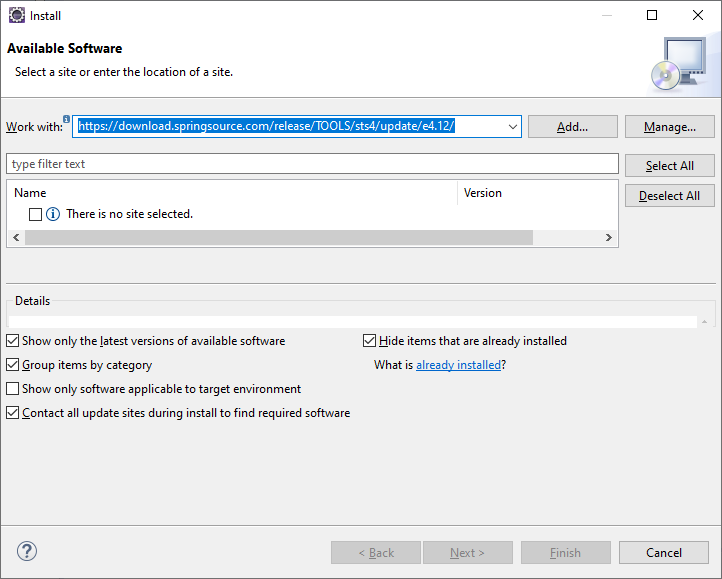 Install
Available Software
Select a site or enter the location of a site.
Work with: https://download.springsource.com/release/TOOLS/sts4/update/e4.12/ Add... Manage...
type filter text Select All
Name Version
Deselect All
There is no site selected.
Details
Show only the latest versions of available software Hide items that are already installed
Group items by category What is already installed?
Show only software applicable to target environment
Contact all update sites during install to find required software
? < Back Next > Finish Cancel